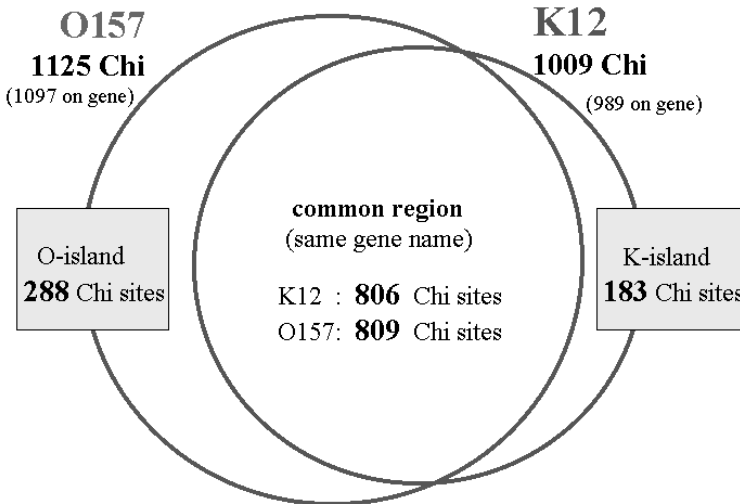 O157
1125 Chi
(1097 on gene)
K12
1009 Chi
(989 on gene)
O-island
288 Chi sites
common region
(same gene name)
K12 : 806 Chi sites
O157: 809 Chi sites
K-island
183 Chi sites